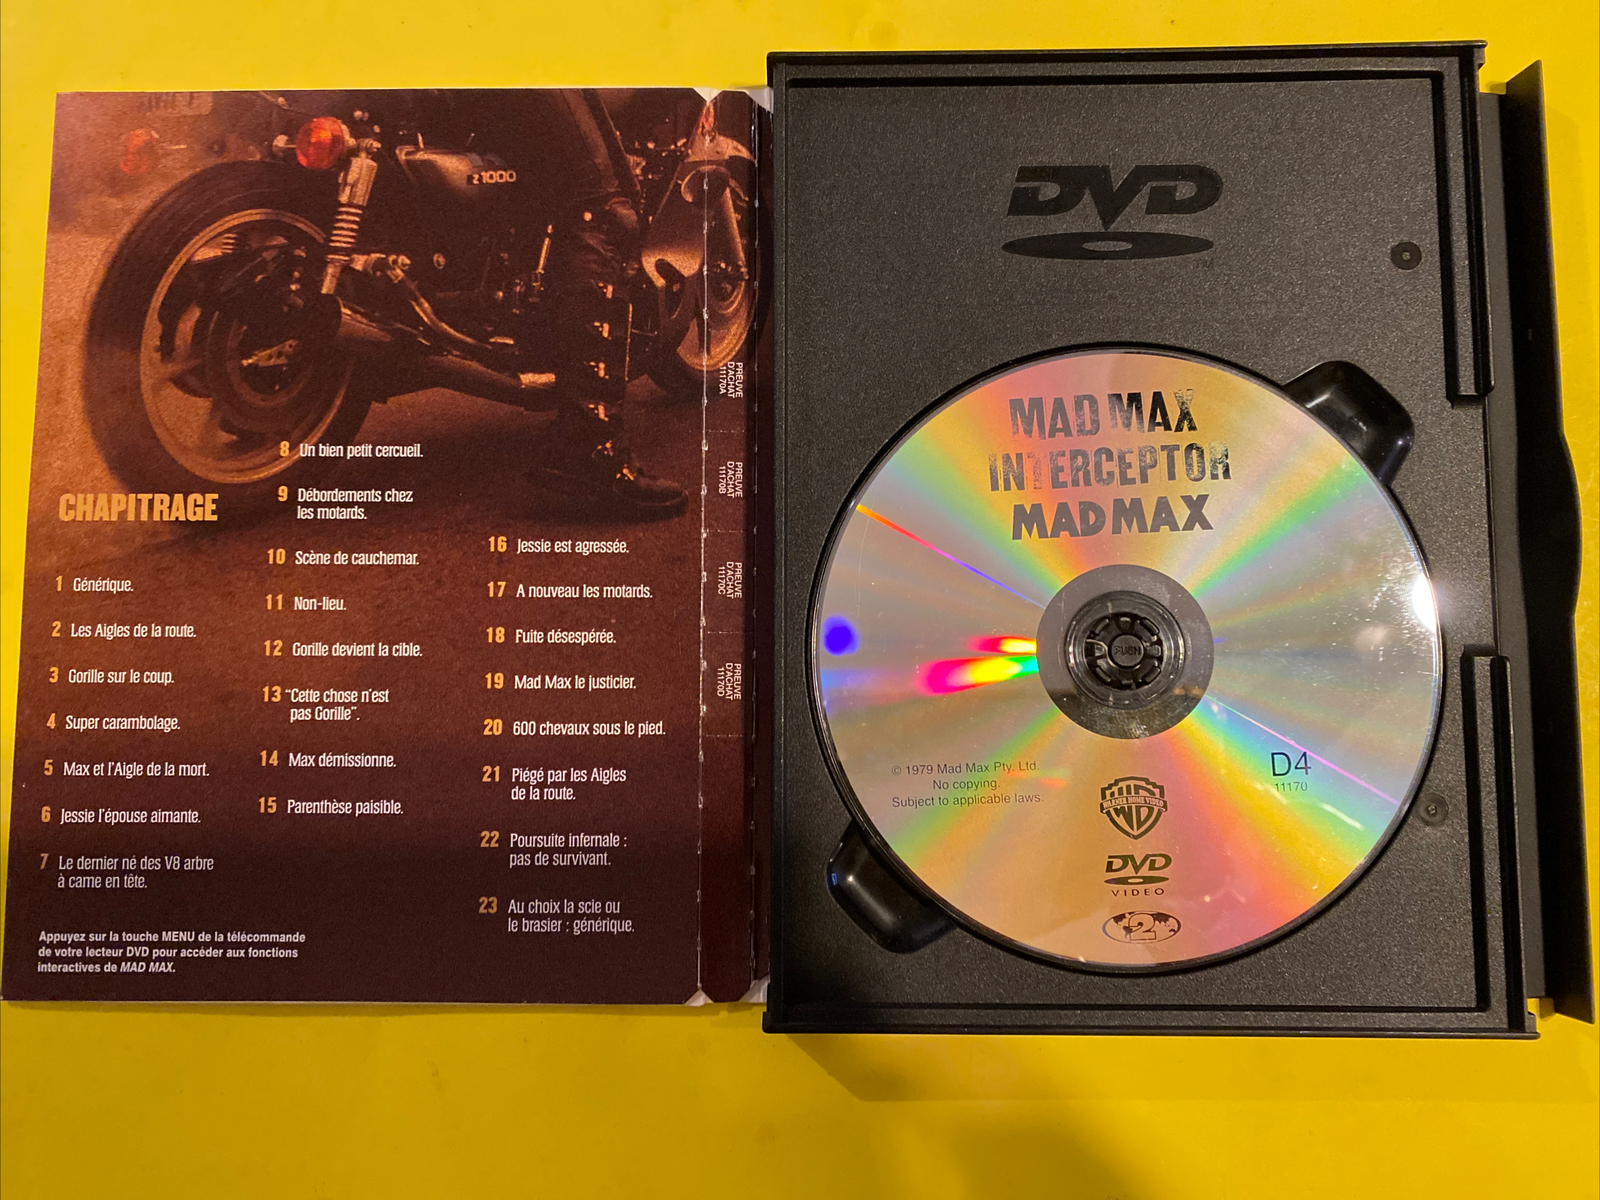 z1000
CHAPITRAGE
1 Générique.
2 Les Aigles de la route.
3 Gorille sur le coup.
4 Super carambolage.
5 Max et l'Aigle de la mort.
6 Jessie l'épouse aimante.
7 Le dernier né des V8 arbre
à came en tête.
8 Un bien petit cercueil.
9 Débordements chez
les motards.
10 Scène de cauchemar.
11 Non-lieu.
12 Gorille devient la cible.
13 "Cette chose n'est
pas Gorille".
14 Max démissionne.
15 Parenthèse paisible.
16 Jessie est agressée.
17 A nouveau les motards.
18 Fuite désespérée.
19 Mad Max le justicier.
20 600 chevaux sous le pied.
21 Piégé par les Aigles
de la route.
22 Poursuite infernale :
pas de survivant.
23 Au choix la scie ou
le brasier : générique.
Appuyez sur la touche MENU de la télécommande
de votre lecteur DVD pour accéder aux fonctions
interactives de MAD MAX.
PREUVE
D'ACHAT
11170A
PREUVE
D'ACHAT
11170B
PREUVE
D'ACHAT
11170C
PREUVE
D'ACHAT
11170D
DVD
TM
MAD MAX
INTERCEPTOR
MAD MAX
PUSH
© 1979 Mad Max Pty. Ltd.
No copying.
Subject to applicable laws.
D4
11170
WARNER HOME VIDEO
DVD
VIDEO
2